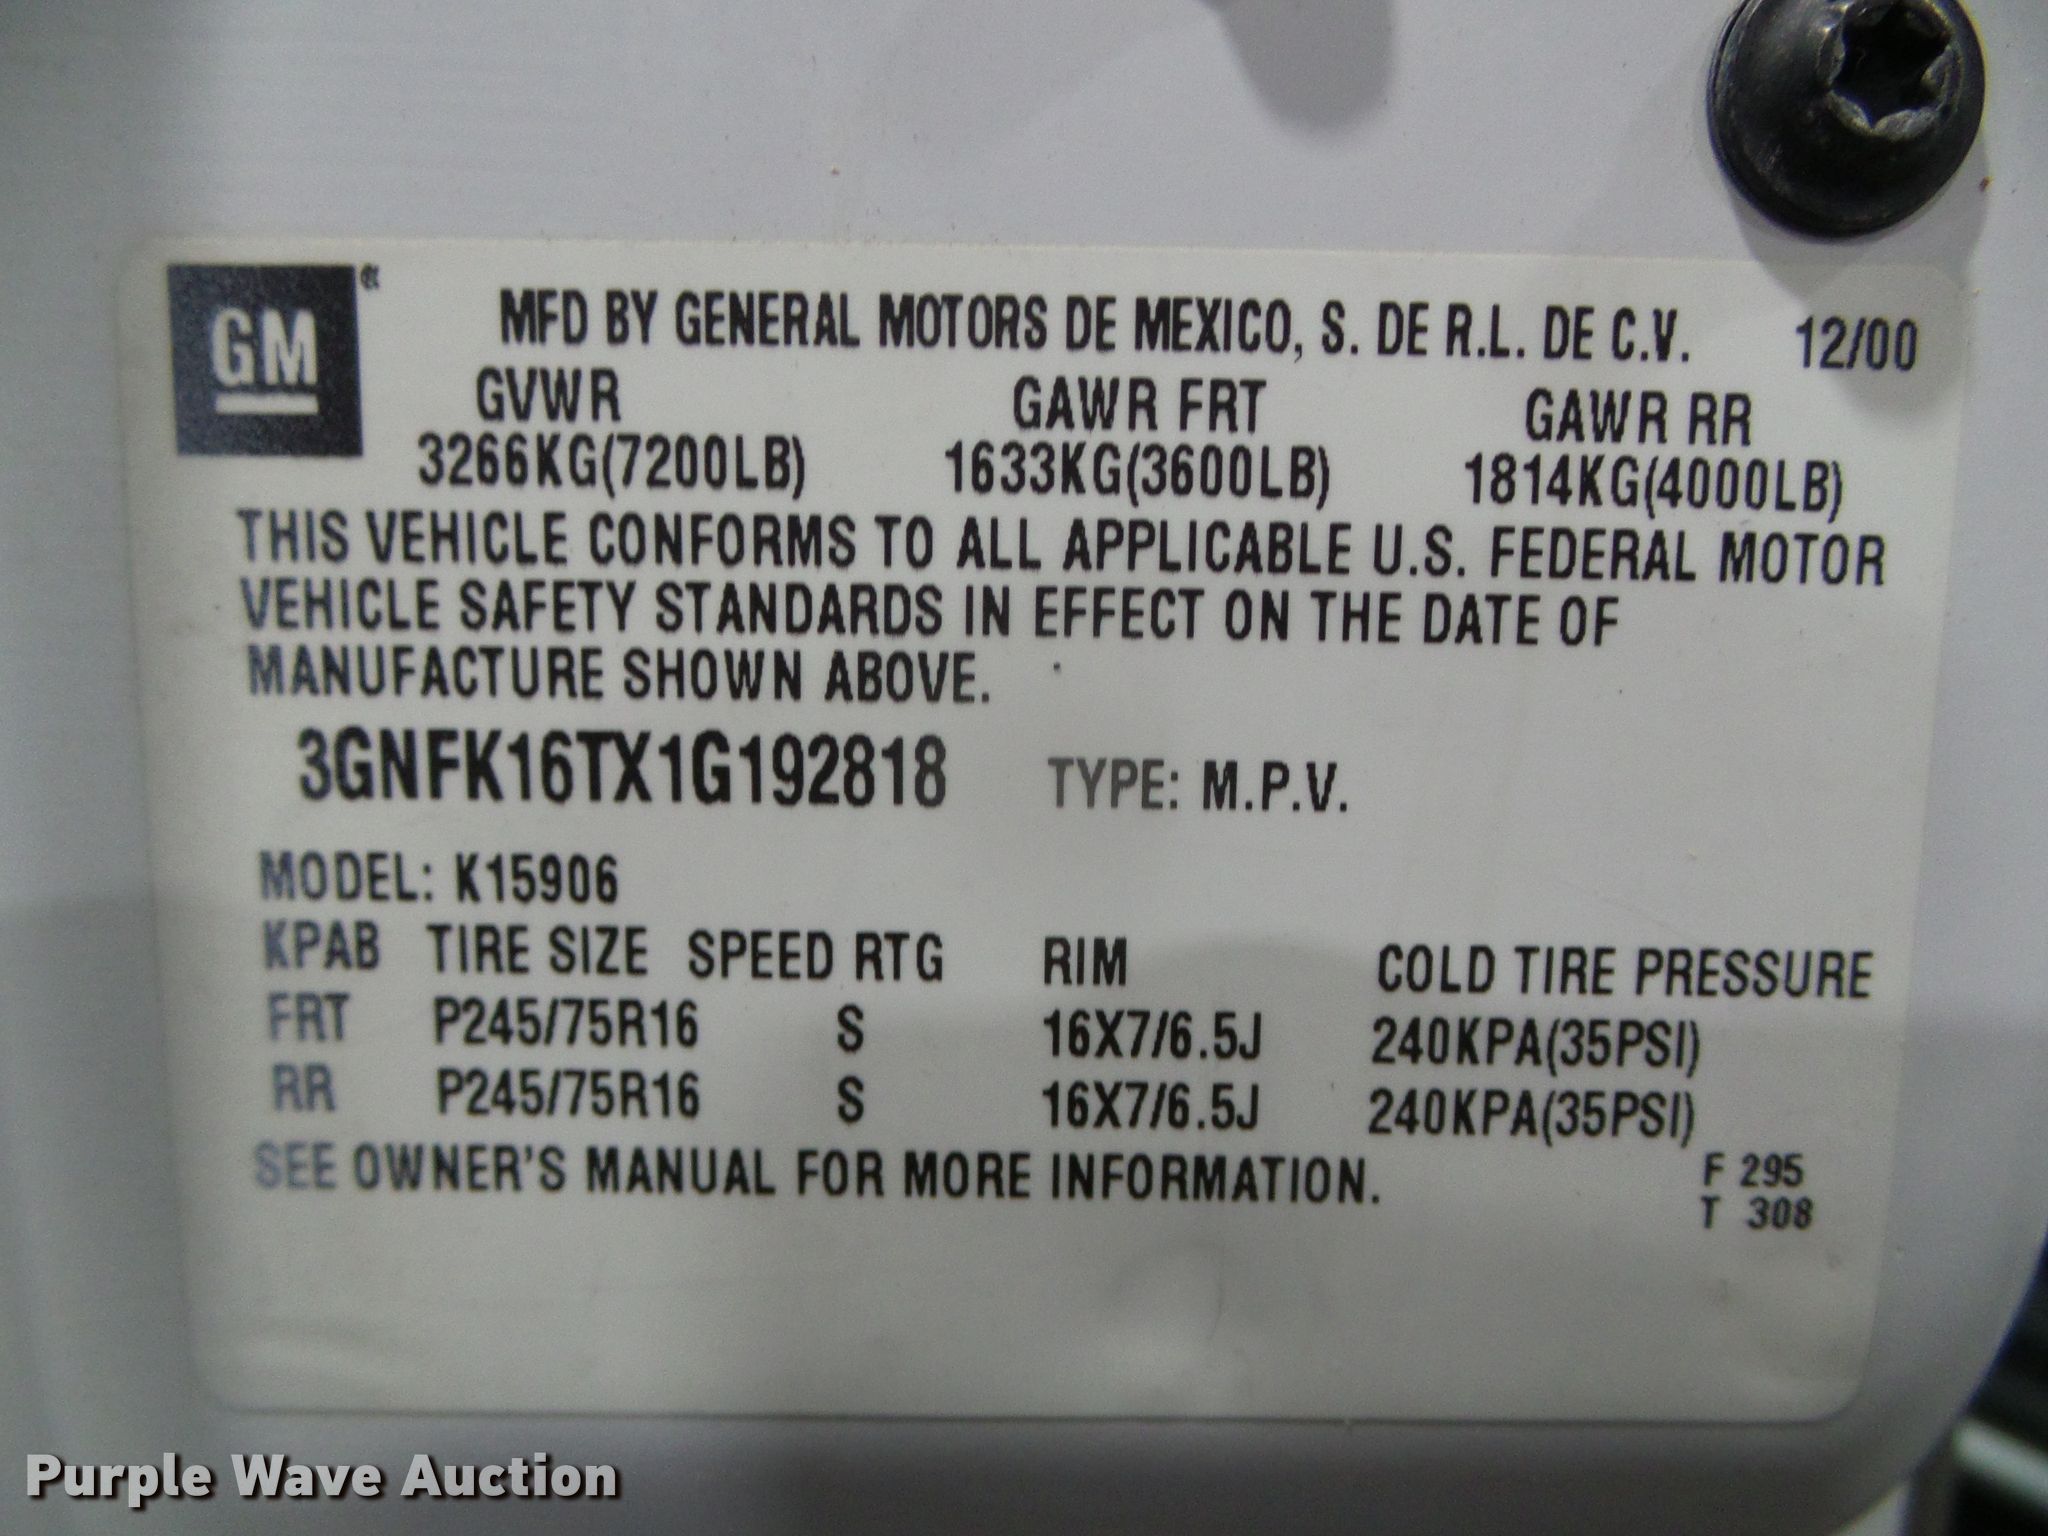 GM®
MFD BY GENERAL MOTORS DE MEXICO, S. DE R.L. DE C.V. 12/00
GVWR GAWR FRT GAWR RR
3266KG(7200LB) 1633KG(3600LB) 1814KG(4000LB)
THIS VEHICLE CONFORMS TO ALL APPLICABLE U.S. FEDERAL MOTOR
VEHICLE SAFETY STANDARDS IN EFFECT ON THE DATE OF
MANUFACTURE SHOWN ABOVE.
3GNFK16TX1G192818 TYPE: M.P.V.
MODEL: K15906
KPAB TIRE SIZE SPEED RTG RIM COLD TIRE PRESSURE
FRT P245/75R16 S 16X7/6.5J 240KPA(35PSI)
RR P245/75R16 S 16X7/6.5J 240KPA(35PSI)
SEE OWNER'S MANUAL FOR MORE INFORMATION.
F 295
T 308
Purple Wave Auction